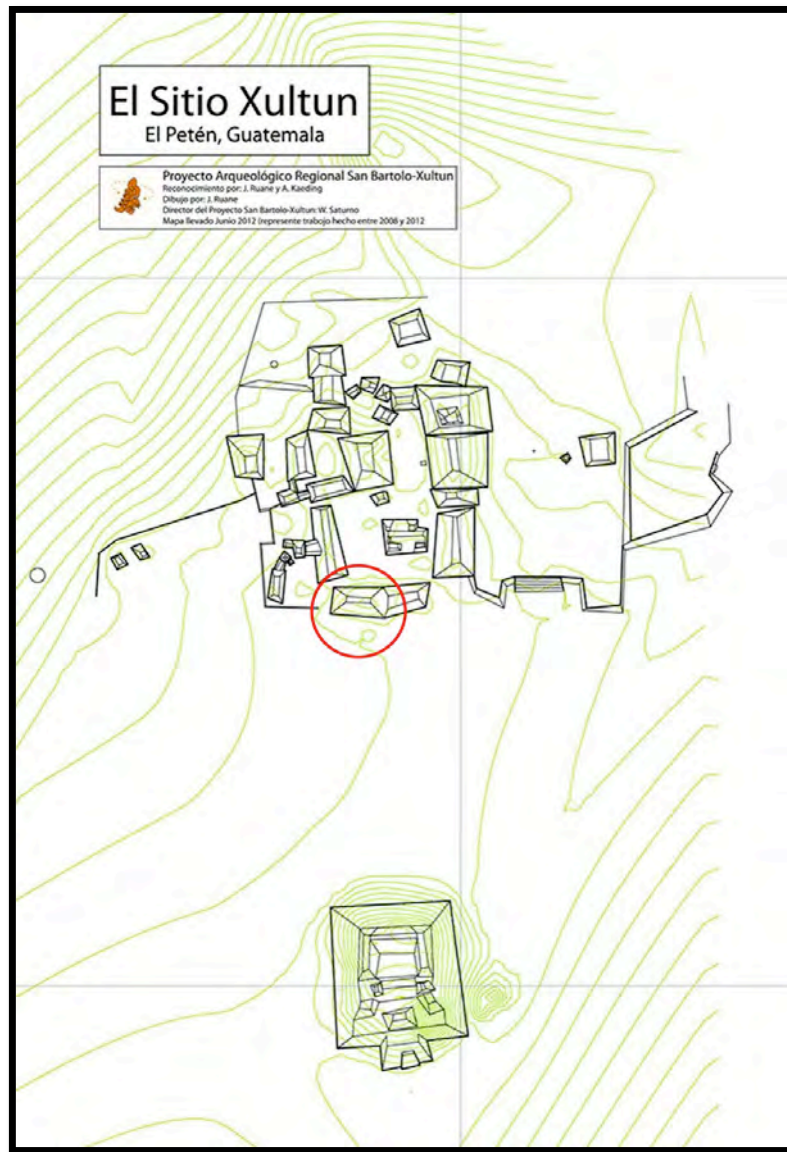 El Sitio Xultun
El Petén, Guatemala
Proyecto Arqueológico Regional San Bartolo-Xultun
Reconocimiento por: J. Ruane y A. Kaeding
Dibujo por: J. Ruane
Director del Proyecto San Bartolo-Xultun: W. Saturno
Mapa llevado Junio 2012 (represente trabajo hecho entre 2008 y 2012